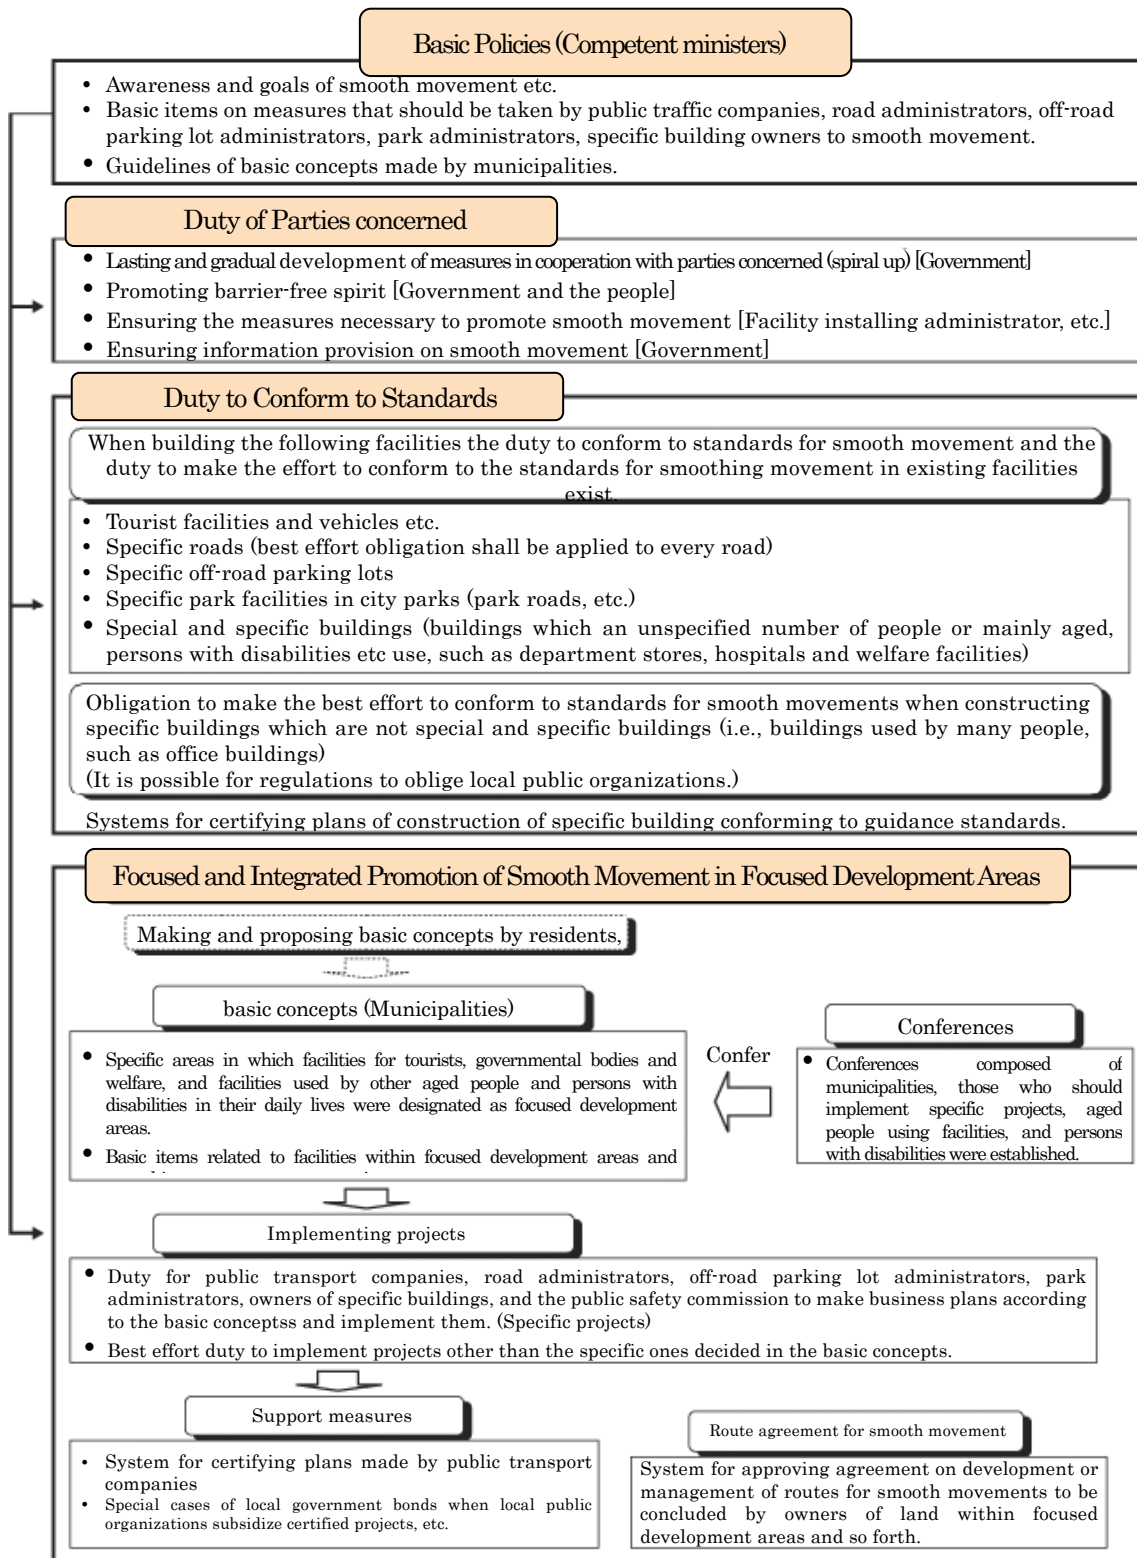 Basic Policies (Competent ministers)
• Awareness and goals of smooth movement etc.
• Basic items on measures that should be taken by public traffic companies, road administrators, off-road
parking lot administrators, park administrators, specific building owners to smooth movement.
• Guidelines of basic concepts made by municipalities.
Duty of Parties concerned
• Lasting and gradual development of measures in cooperation with parties concerned (spiral up) [Government]
• Promoting barrier-free spirit [Government and the people]
• Ensuring the measures necessary to promote smooth movement [Facility installing administrator, etc.]
• Ensuring information provision on smooth movement [Government]
Duty to Conform to Standards
When building the following facilities the duty to conform to standards for smooth movement and the
duty to make the effort to conform to the standards for smoothing movement in existing facilities
exist.
• Tourist facilities and vehicles etc.
• Specific roads (best effort obligation shall be applied to every road)
• Specific off-road parking lots
• Specific park facilities in city parks (park roads, etc.)
• Special and specific buildings (buildings which an unspecified number of people or mainly aged,
persons with disabilities etc use, such as department stores, hospitals and welfare facilities)
Obligation to make the best effort to conform to standards for smooth movements when constructing
specific buildings which are not special and specific buildings (i.e., buildings used by many people,
such as office buildings)
(It is possible for regulations to oblige local public organizations.)
Systems for certifying plans of construction of specific building conforming to guidance standards.
Focused and Integrated Promotion of Smooth Movement in Focused Development Areas
Making and proposing basic concepts by residents,
basic concepts (Municipalities)
• Specific areas in which facilities for tourists, governmental bodies and
welfare, and facilities used by other aged people and persons with
disabilities in their daily lives were designated as focused development
areas.
• Basic items related to facilities within focused development areas and
Confer
Conferences
• Conferences composed of
municipalities, those who should
implement specific projects, aged
people using facilities, and persons
with disabilities were established.
Implementing projects
• Duty for public transport companies, road administrators, off-road parking lot administrators, park
administrators, owners of specific buildings, and the public safety commission to make business plans according
to the basic conceptss and implement them. (Specific projects)
• Best effort duty to implement projects other than the specific ones decided in the basic concepts.
Support measures
• System for certifying plans made by public transport
companies
• Special cases of local government bonds when local public
organizations subsidize certified projects, etc.
Route agreement for smooth movement
System for approving agreement on development or
management of routes for smooth movements to be
concluded by owners of land within focused
development areas and so forth.